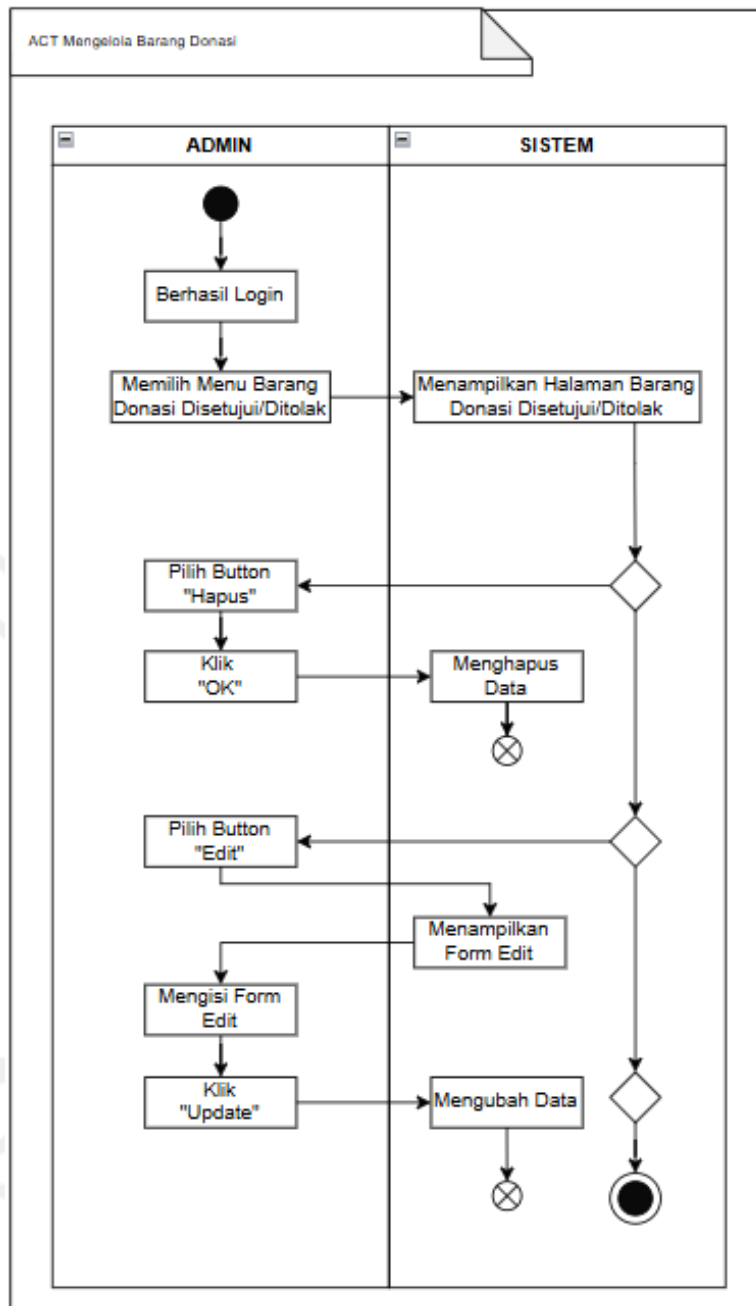 ACT Mengelola Barang Donasi
ADMIN
SISTEM
Berhasil Login
Memilih Menu Barang
Donasi Disetujui/Ditolak
Menampilkan Halaman Barang
Donasi Disetujui/Ditolak
Pilih Button
"Hapus"
Klik
"OK"
Menghapus
Data
Pilih Button
"Edit"
Menampilkan
Form Edit
Mengisi Form
Edit
Klik
"Update"
Mengubah Data